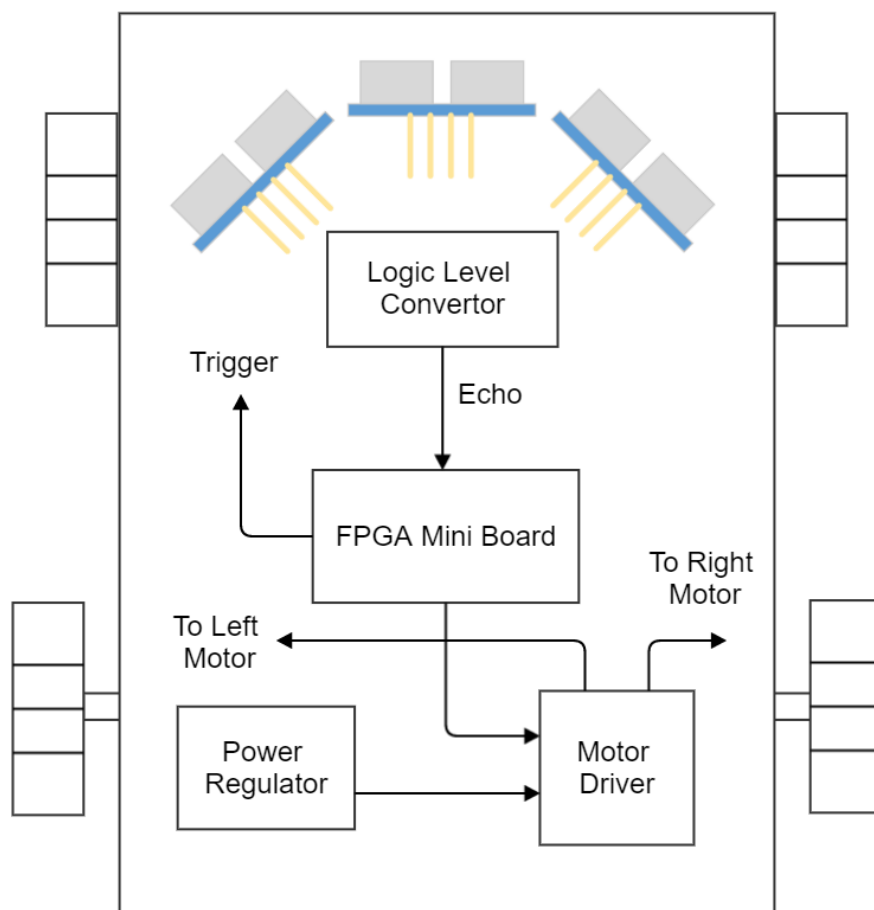 Logic Level
Convertor
Trigger
Echo
FPGA Mini Board
To Right
Motor
To Left
Motor
Power
Regulator
Motor
Driver